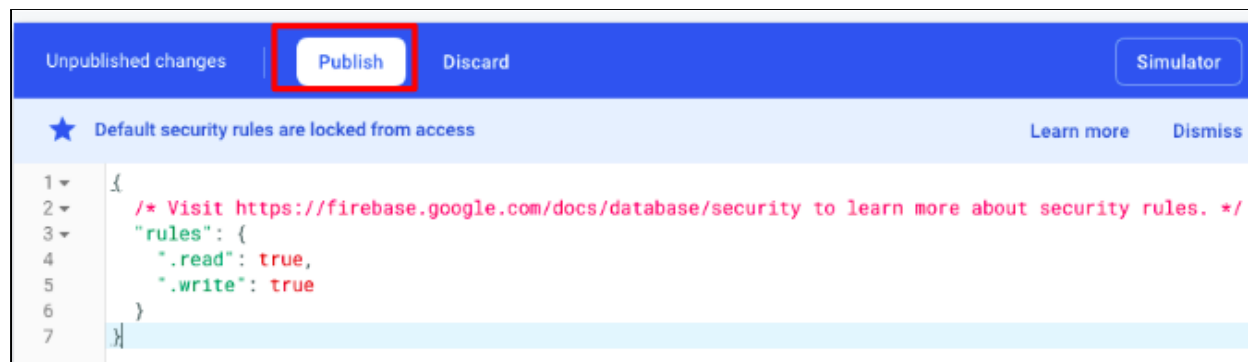 Unpublished changes Publish Discard Simulator
Default security rules are locked from access Learn more Dismiss
1 {
2 /* Visit https://firebase.google.com/docs/database/security to learn more about security rules. */
3 "rules": {
4 ".read": true,
5 ".write": true
6 }
7 }